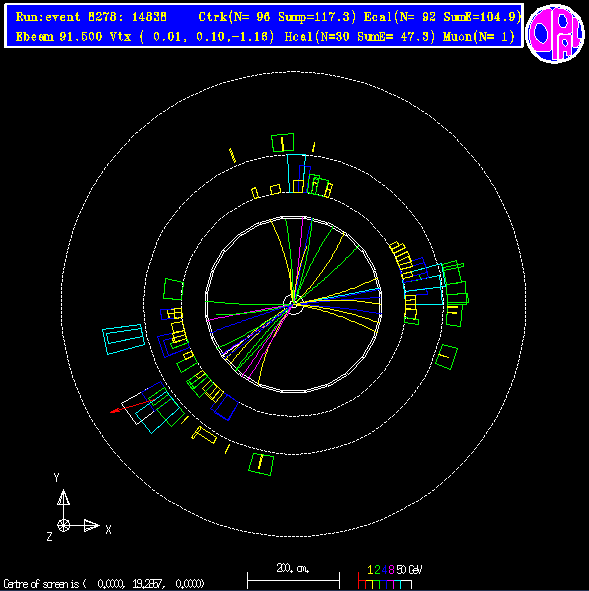 Run:event 8278: 14838 Ctrk(N= 96 Sump=117.3) Ecal(N= 92 SumE=104.9)
Ebeam 91.500 Vtx ( 0.01, 0.10,-1.16) Hcal(N=30 SumE= 47.3) Muon(N= 1)
OPAL
Y
X
Z
200. cm.
1 2 4 8 50 GeV
Centre of screen is ( 0.0000, 19.2857, 0.0000)